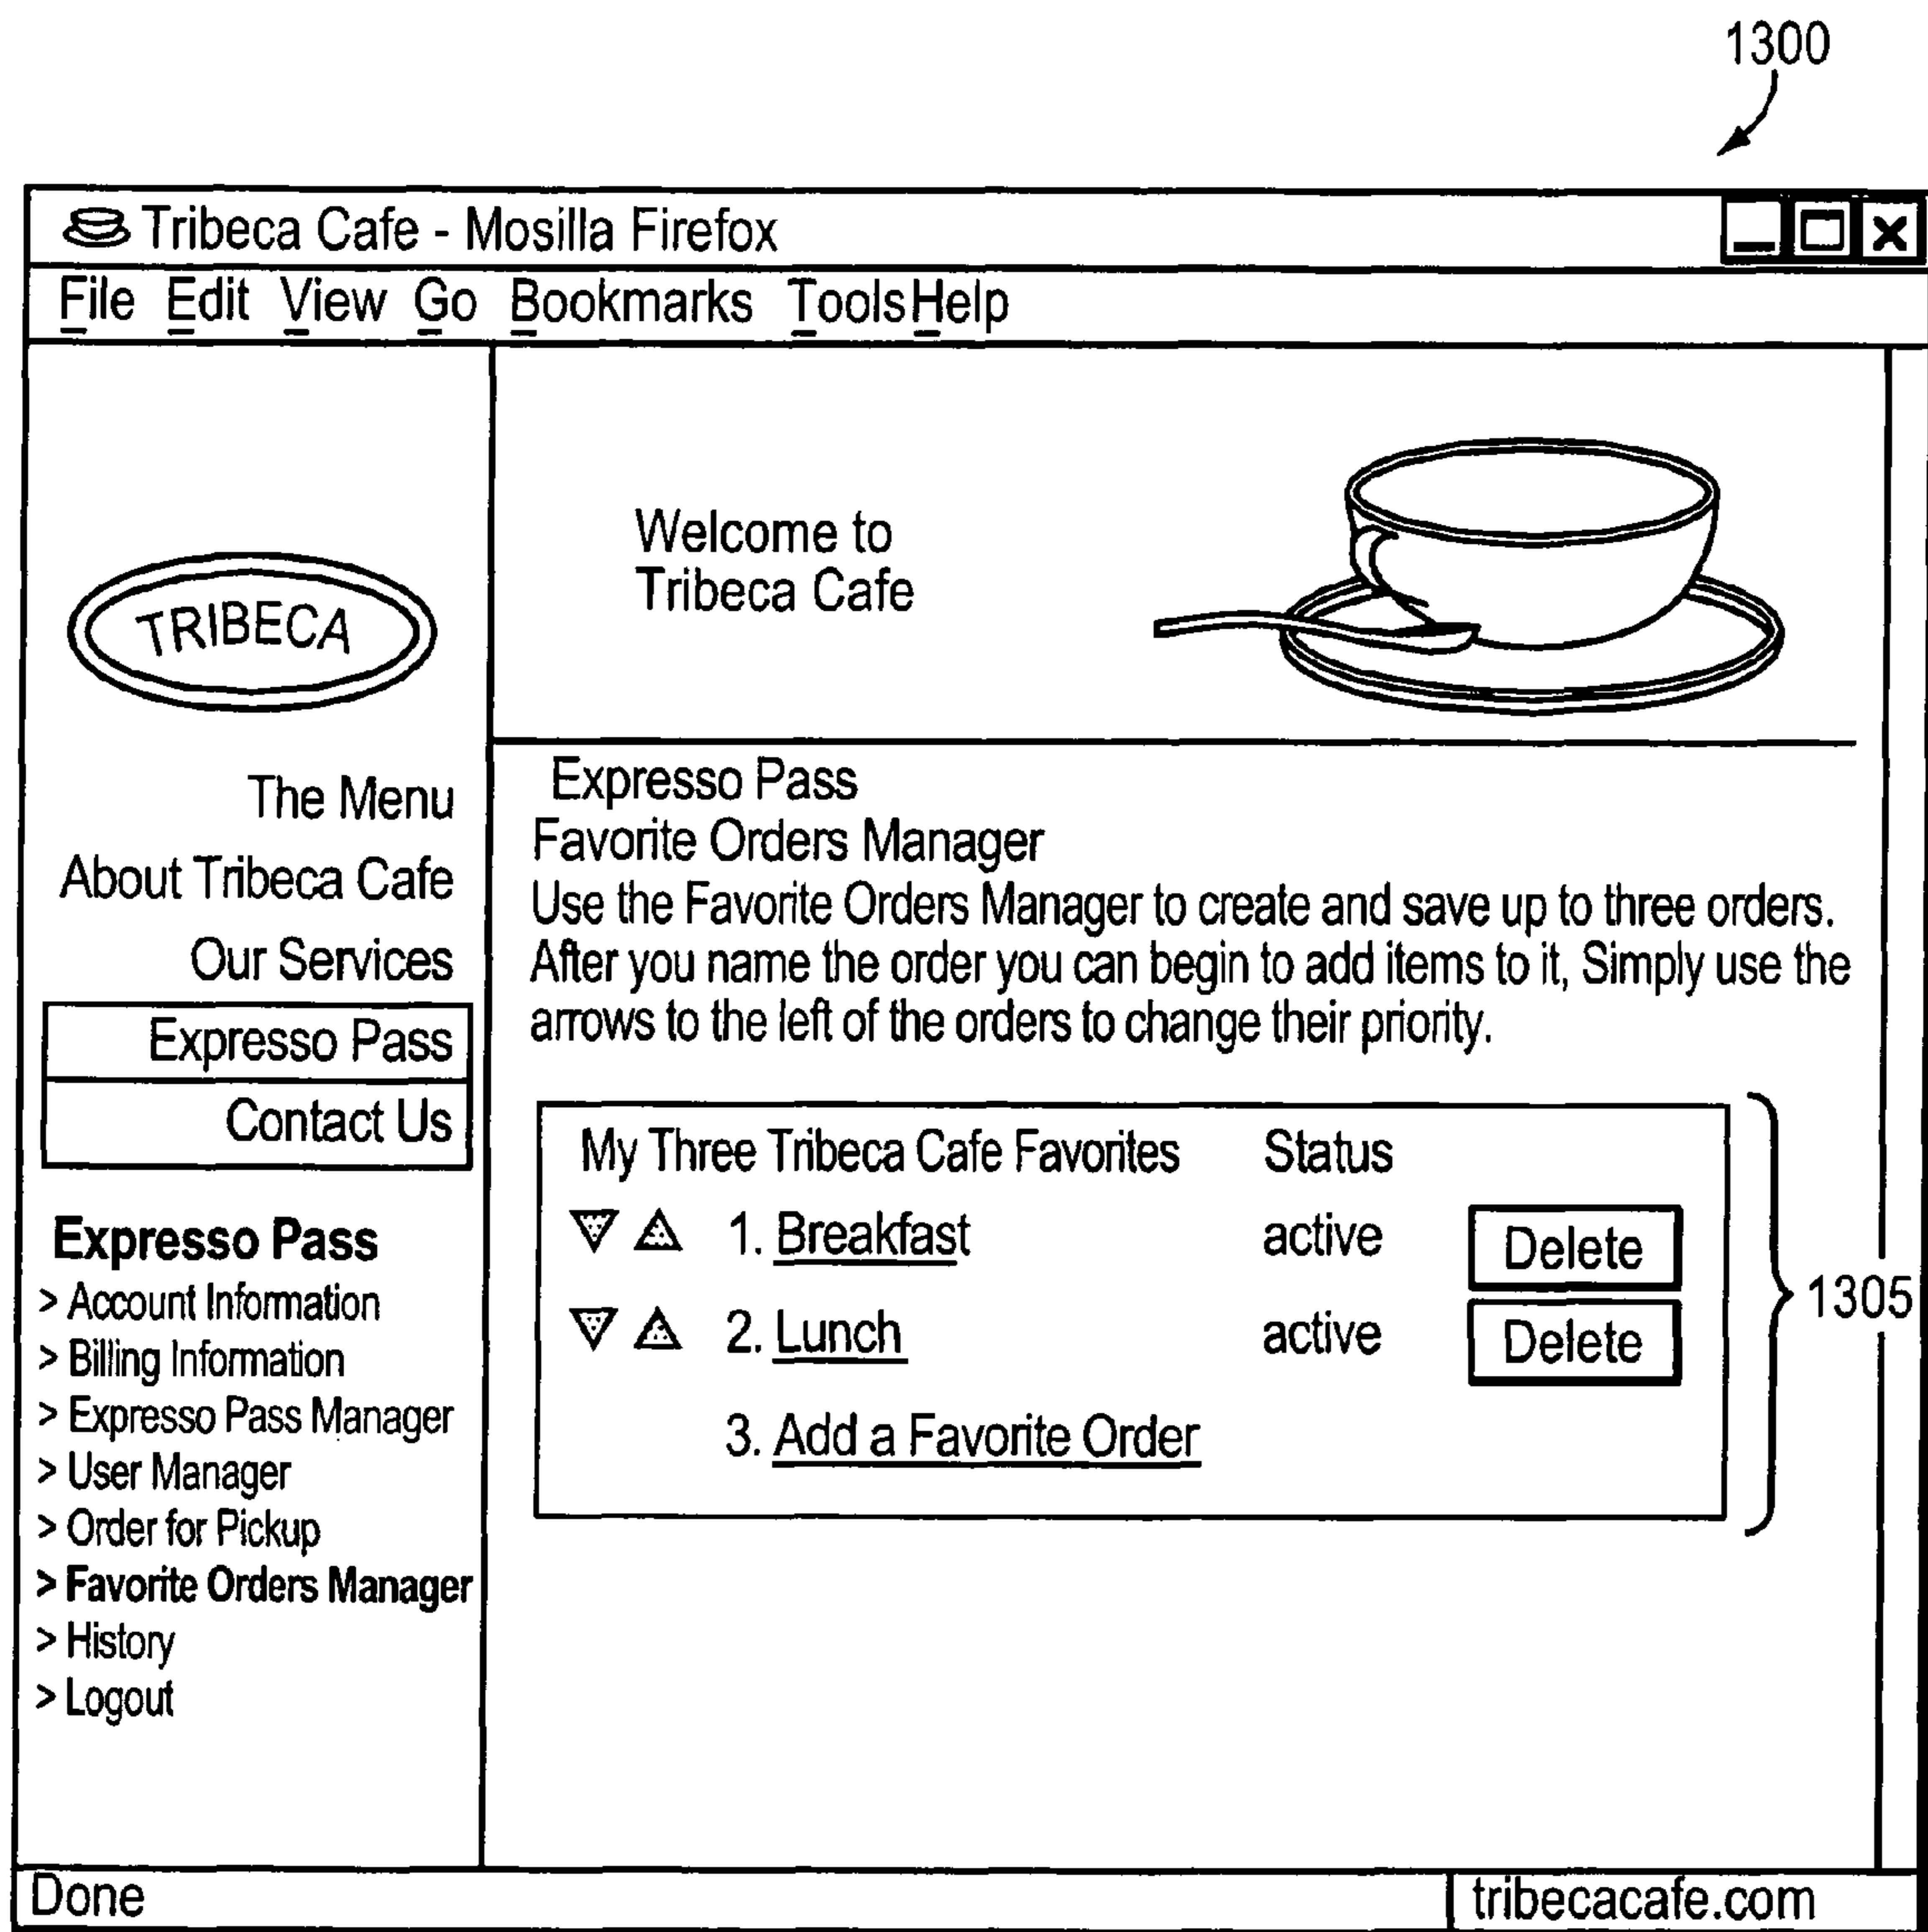 1300
Tribeca Cafe - Mosilla Firefox
File Edit View Go Bookmarks Tools Help
TRIBECA
The Menu
About Tribeca Cafe
Our Services
Expresso Pass
Contact Us
Expresso Pass
> Account Information
> Billing Information
> Expresso Pass Manager
> User Manager
> Order for Pickup
> Favorite Orders Manager
> History
> Logout
Welcome to
Tribeca Cafe
Expresso Pass
Favorite Orders Manager
Use the Favorite Orders Manager to create and save up to three orders.
After you name the order you can begin to add items to it, Simply use the
arrows to the left of the orders to change their priority.
My Three Tribeca Cafe Favorites Status
1. Breakfast active Delete
2. Lunch active Delete
3. Add a Favorite Order
1305
Done tribecacafe.com